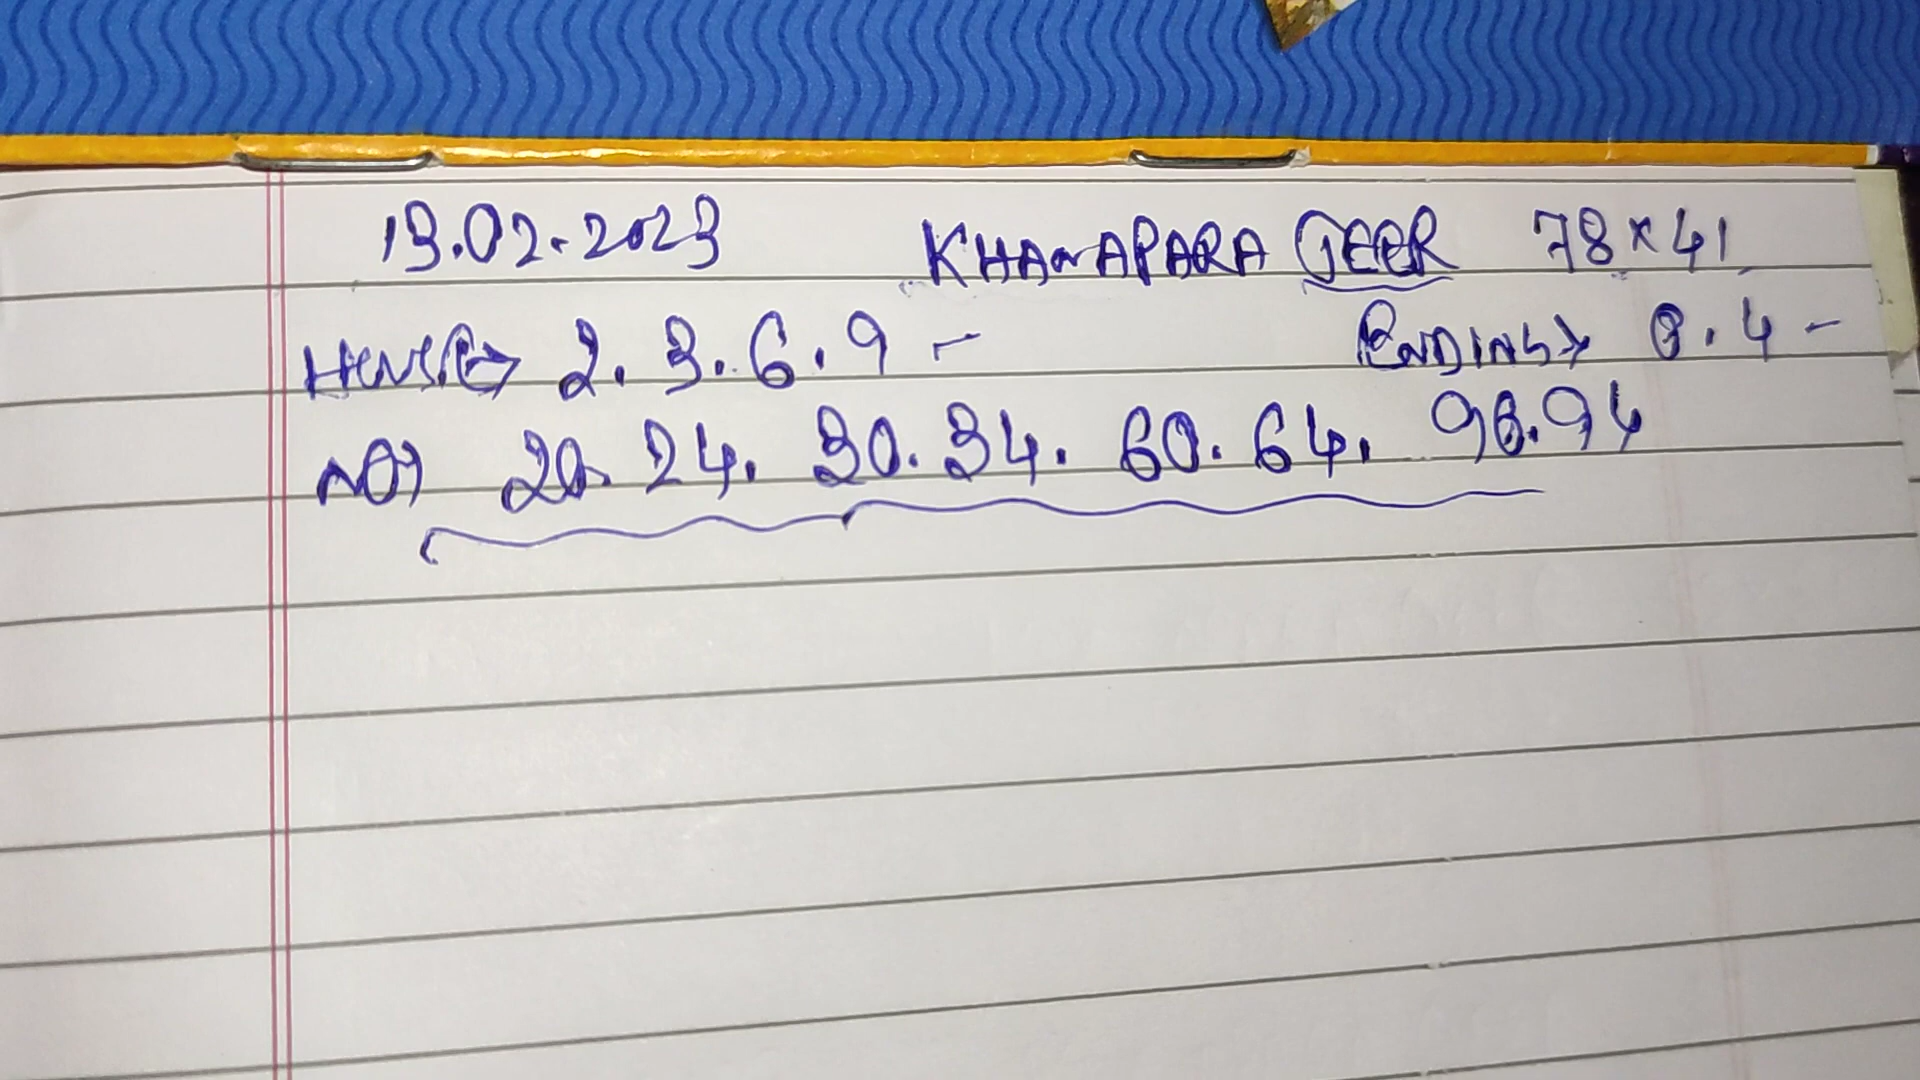 13.02.2023 KHANAPARA TEER 78×41
HOUSE→ 2.3.6.9 - ENDING→ 0.4 -
NO→ 20. 24. 30. 34. 60. 64. 90. 94